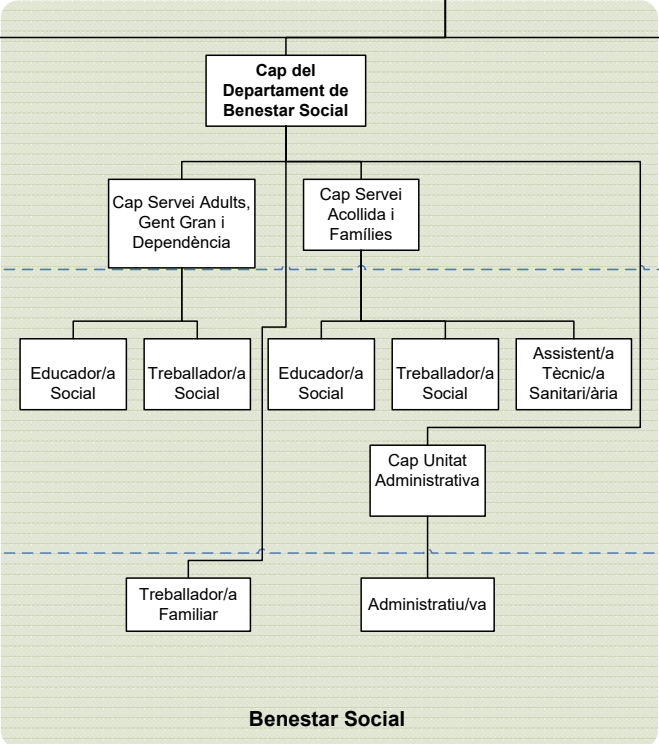 Cap del
Departament de
Benestar Social
Cap Servei Adults,
Gent Gran i
Dependència
Cap Servei
Acollida i
Famílies
Educador/a
Social
Treballador/a
Social
Educador/a
Social
Treballador/a
Social
Assistent/a
Tècnic/a
Sanitari/ària
Cap Unitat
Administrativa
Treballador/a
Familiar
Administratiu/va
Benestar Social